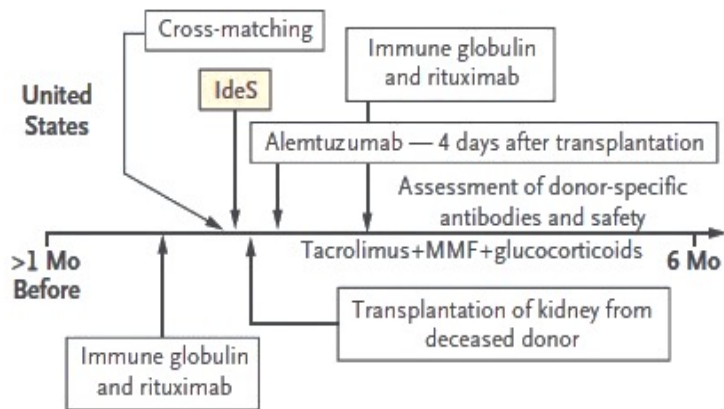 Cross-matching
Immune globulin
and rituximab
United
States
IdeS
Alemtuzumab — 4 days after transplantation
Assessment of donor-specific
antibodies and safety
>1 Mo
Before
Tacrolimus+MMF+glucocorticoids
6 Mo
Transplantation of kidney from
deceased donor
Immune globulin
and rituximab